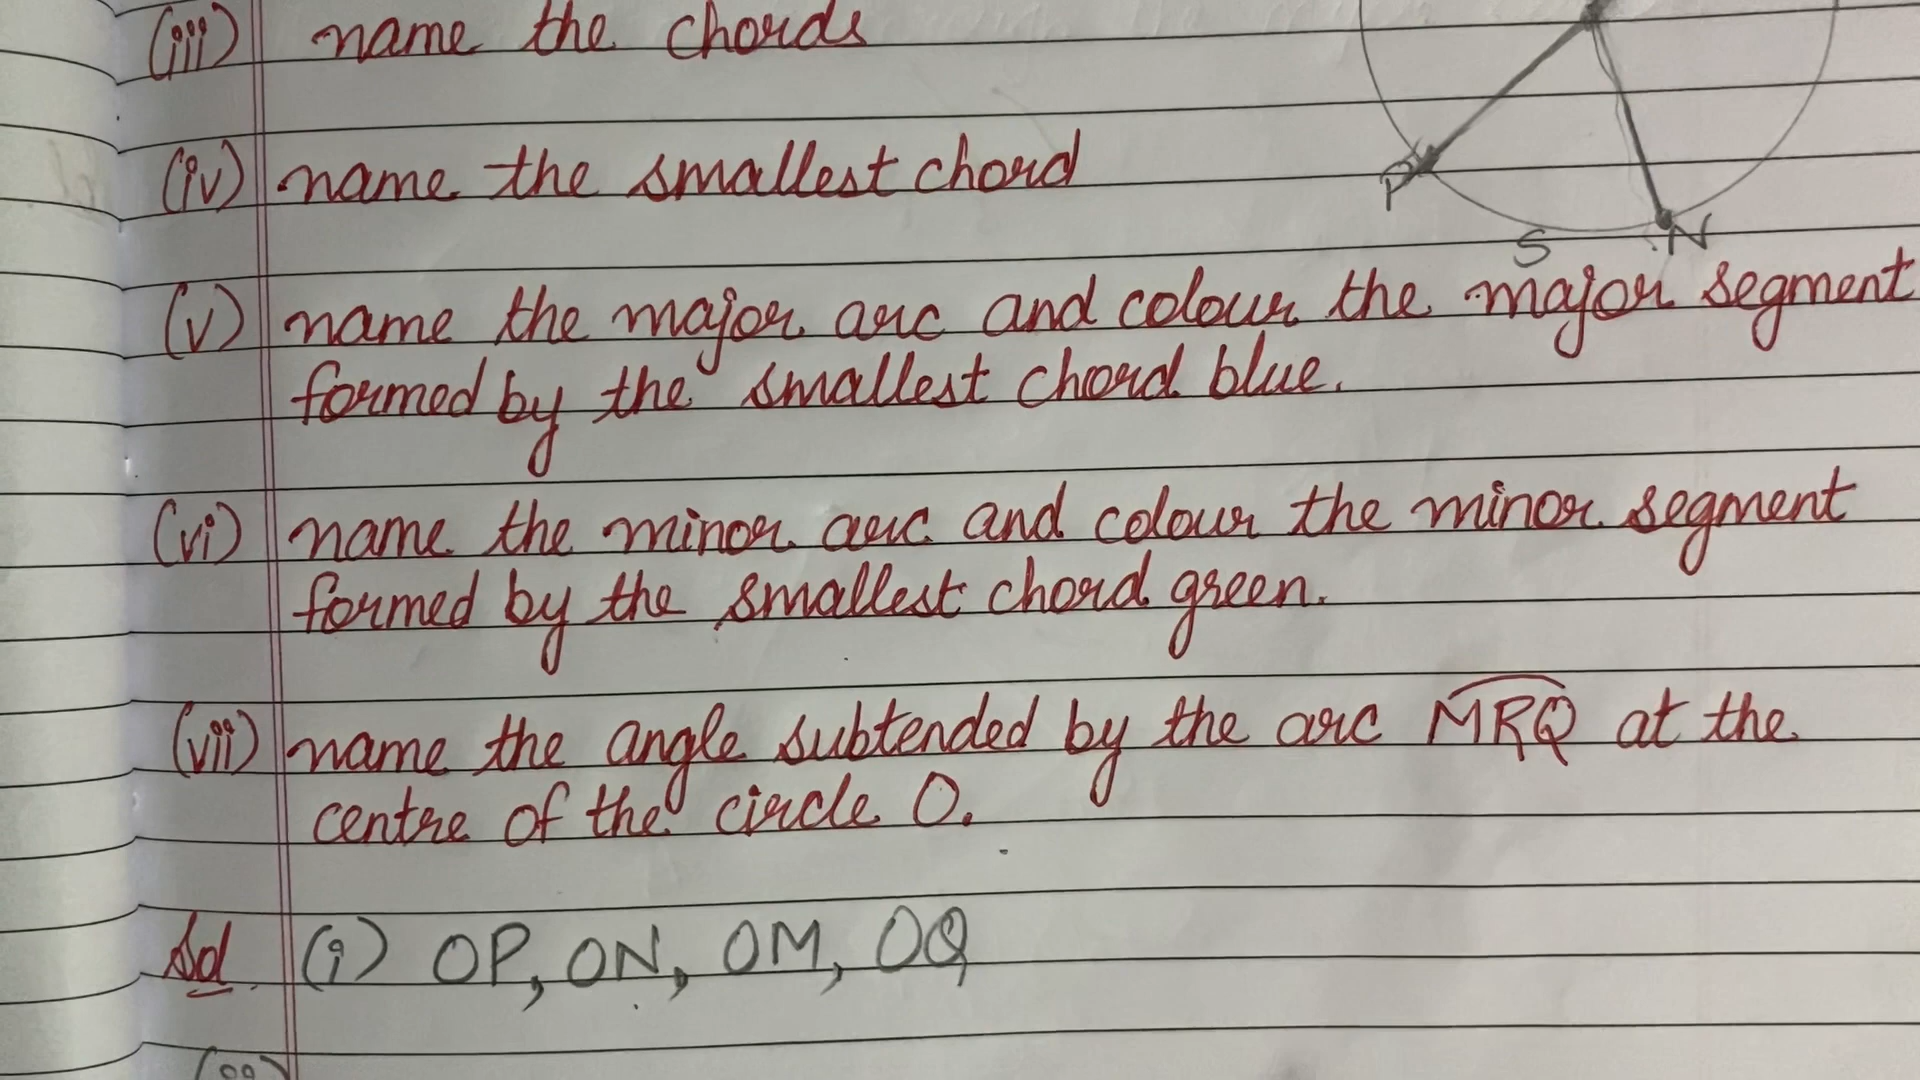 (iii) name the chords
(iv) name the smallest chord
P
S
N
(v) name the major arc and colour the major segment
formed by the smallest chord blue.
(vi) name the minor arc and colour the minor segment
formed by the smallest chord green.
(vii) name the angle subtended by the arc MRQ at the
centre of the circle O.
Sol. (i) OP, ON, OM, OQ